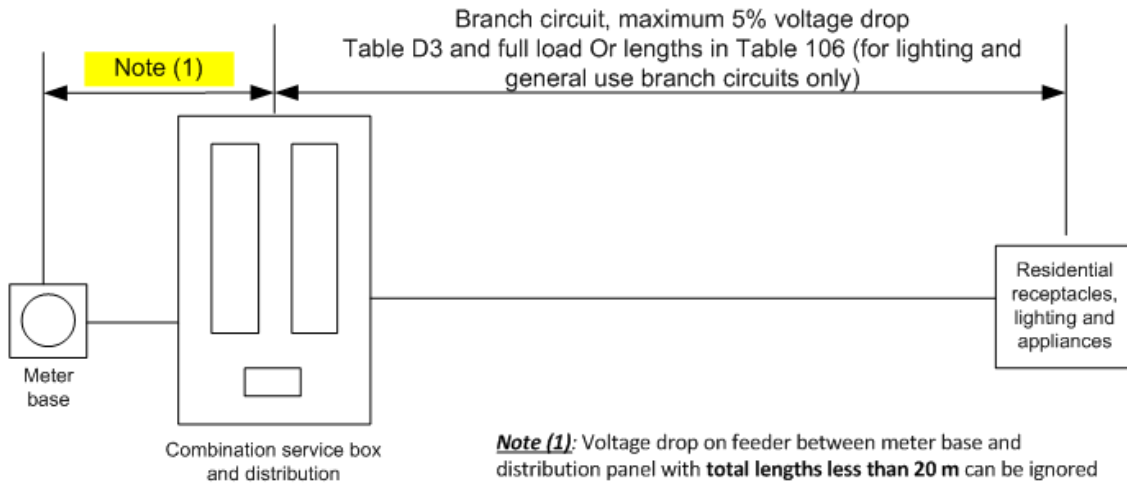 Branch circuit, maximum 5% voltage drop
Table D3 and full load Or lengths in Table 106 (for lighting and
general use branch circuits only)
Note (1)
Meter
base
Combination service box
and distribution
Residential
receptacles,
lighting and
appliances
Note (1): Voltage drop on feeder between meter base and
distribution panel with total lengths less than 20 m can be ignored